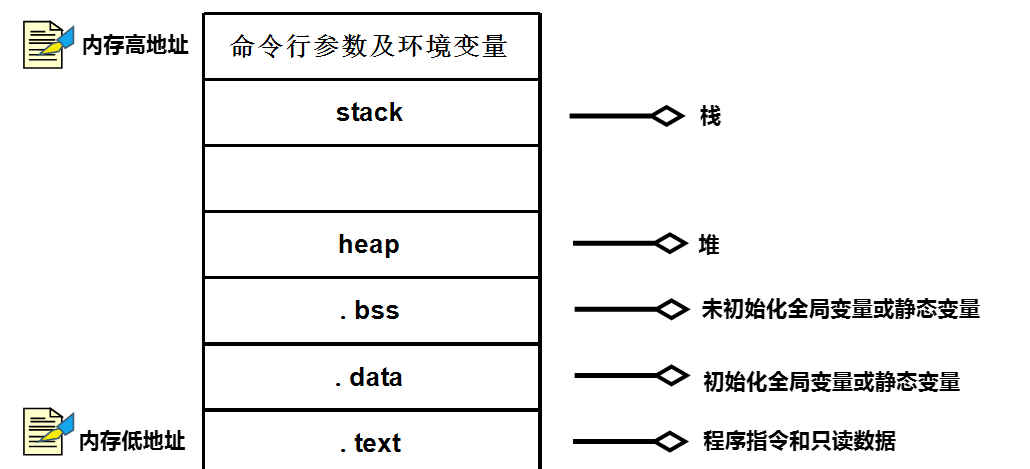 内存高地址
命令行参数及环境变量
stack
栈
heap
堆
. bss
未初始化全局变量或静态变量
. data
初始化全局变量或静态变量
内存低地址
. text
程序指令和只读数据